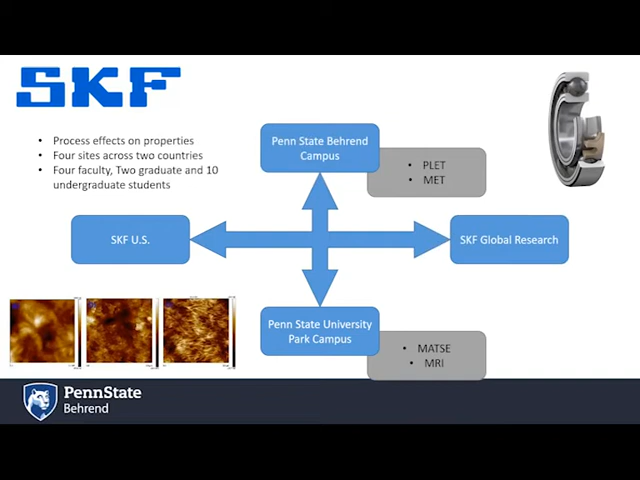 SKF
• Process effects on properties
• Four sites across two countries
• Four faculty, Two graduate and 10
undergraduate students
Penn State Behrend
Campus
• PLET
• MET
SKF U.S.
SKF Global Research
Penn State University
Park Campus
• MATSE
• MRI
PennState
Behrend